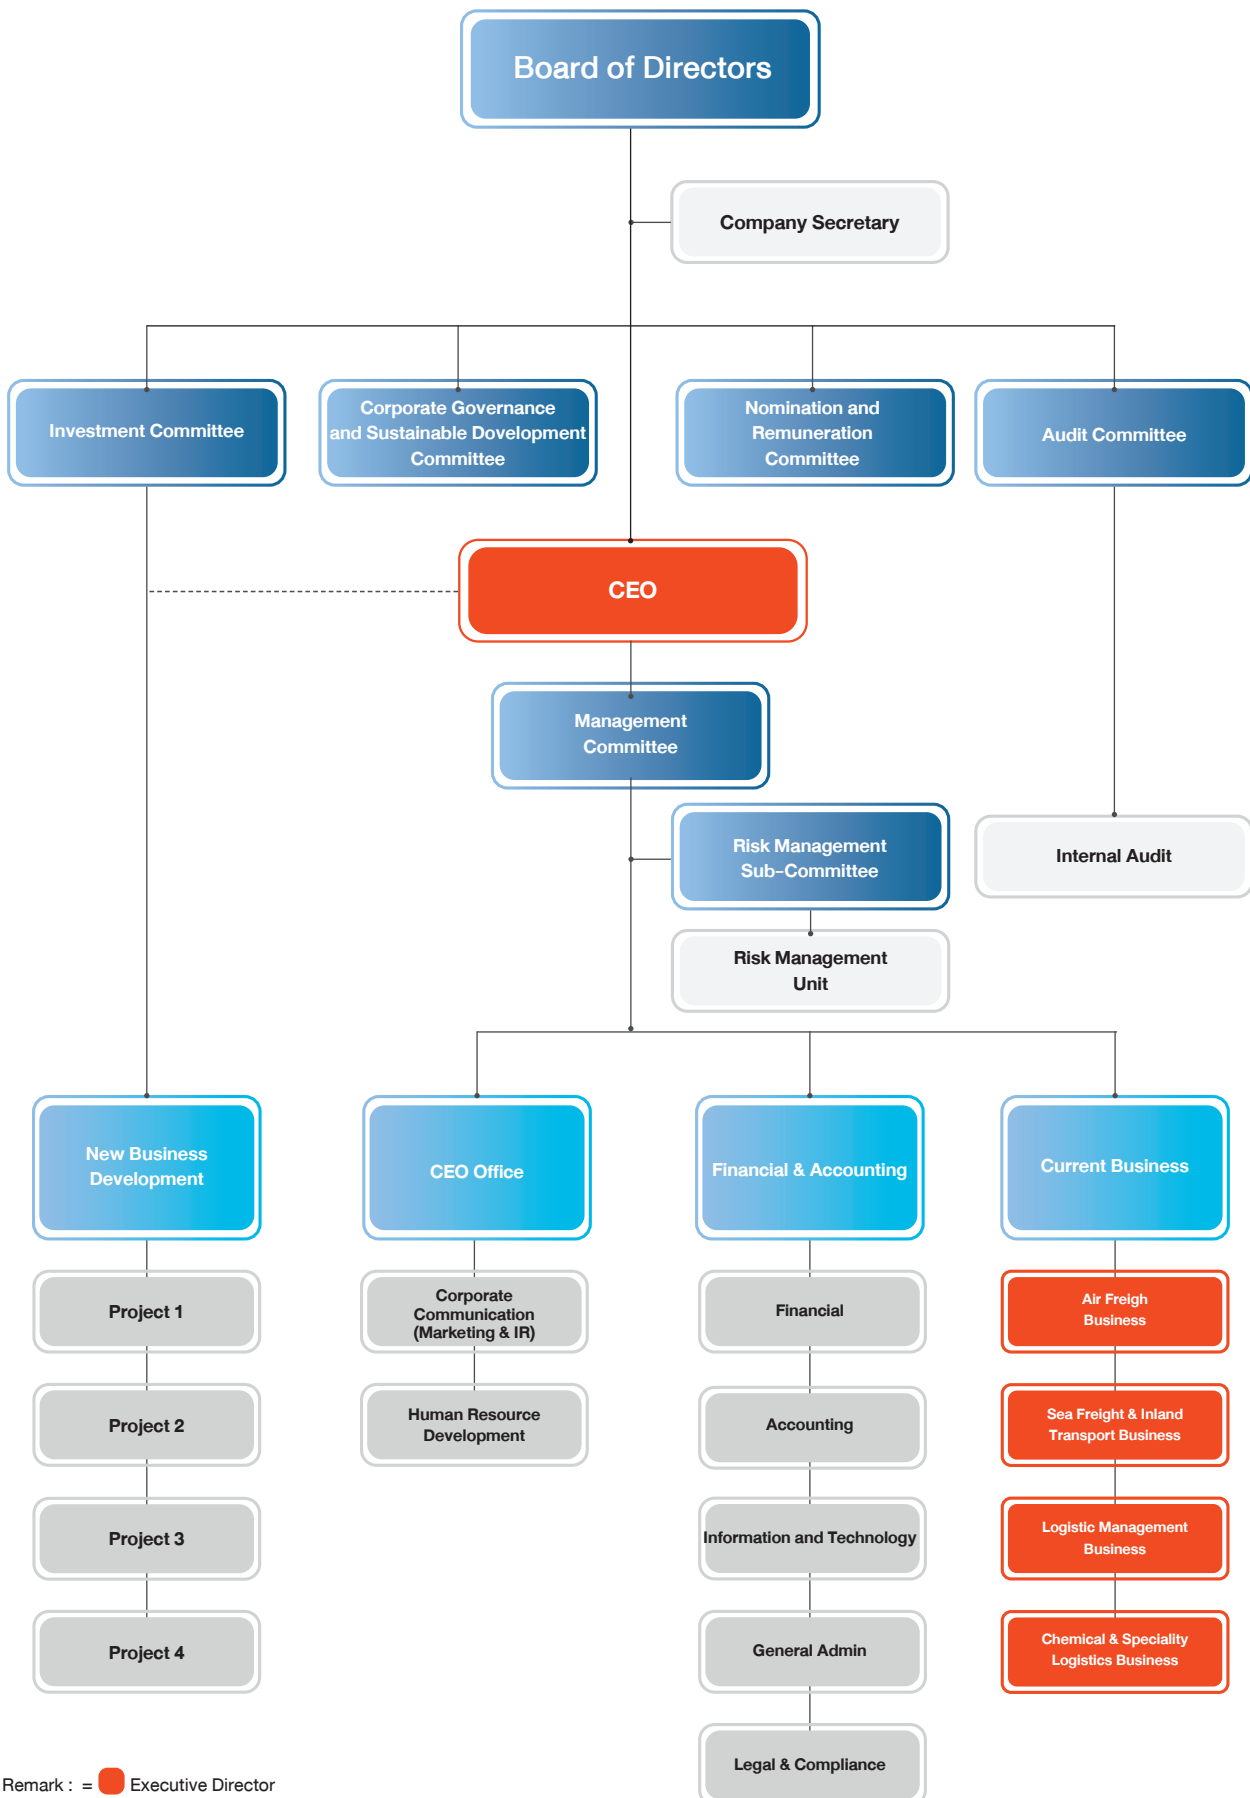 Board of Directors
Company Secretary
Investment Committee
Corporate Governance
and Sustainable Dovelopment
Committee
Nomination and
Remuneration
Committee
Audit Committee
CEO
Management
Committee
Risk Management
Sub-Committee
Internal Audit
Risk Management
Unit
New Business
Development
CEO Office
Financial & Accounting
Current Business
Project 1
Corporate
Communication
(Marketing & IR)
Financial
Air Freigh
Business
Project 2
Human Resource
Development
Accounting
Sea Freight & Inland
Transport Business
Project 3
Information and Technology
Logistic Management
Business
Project 4
General Admin
Chemical & Speciality
Logistics Business
Legal & Compliance
Remark : = Executive Director